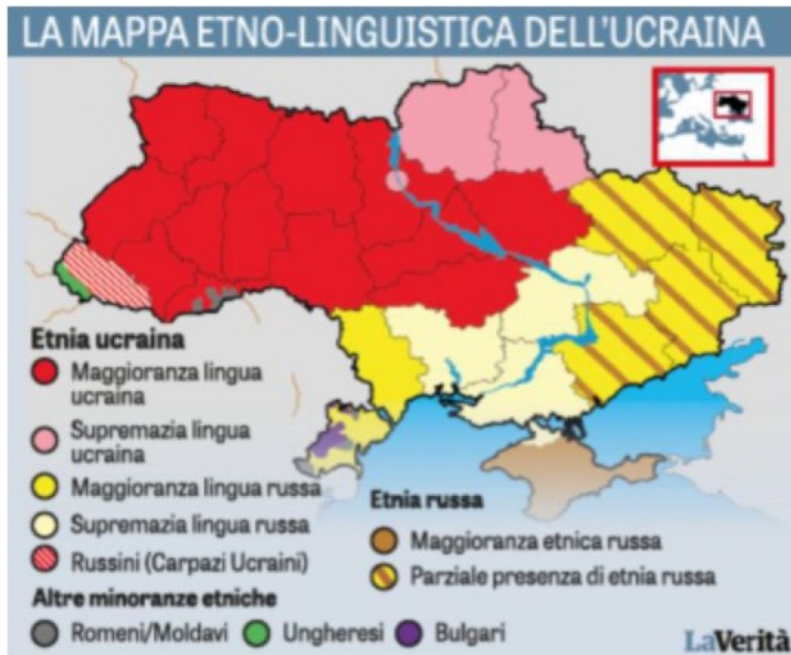 LA MAPPA ETNO-LINGUISTICA DELL'UCRAINA
Etnia ucraina
Maggioranza lingua
ucraina
Supremazia lingua
ucraina
Maggioranza lingua russa
Supremazia lingua russa
Russini (Carpazi Ucraini)
Etnia russa
Maggioranza etnica russa
Parziale presenza di etnia russa
Altre minoranze etniche
Romeni/Moldavi Ungheresi Bulgari
LaVerità